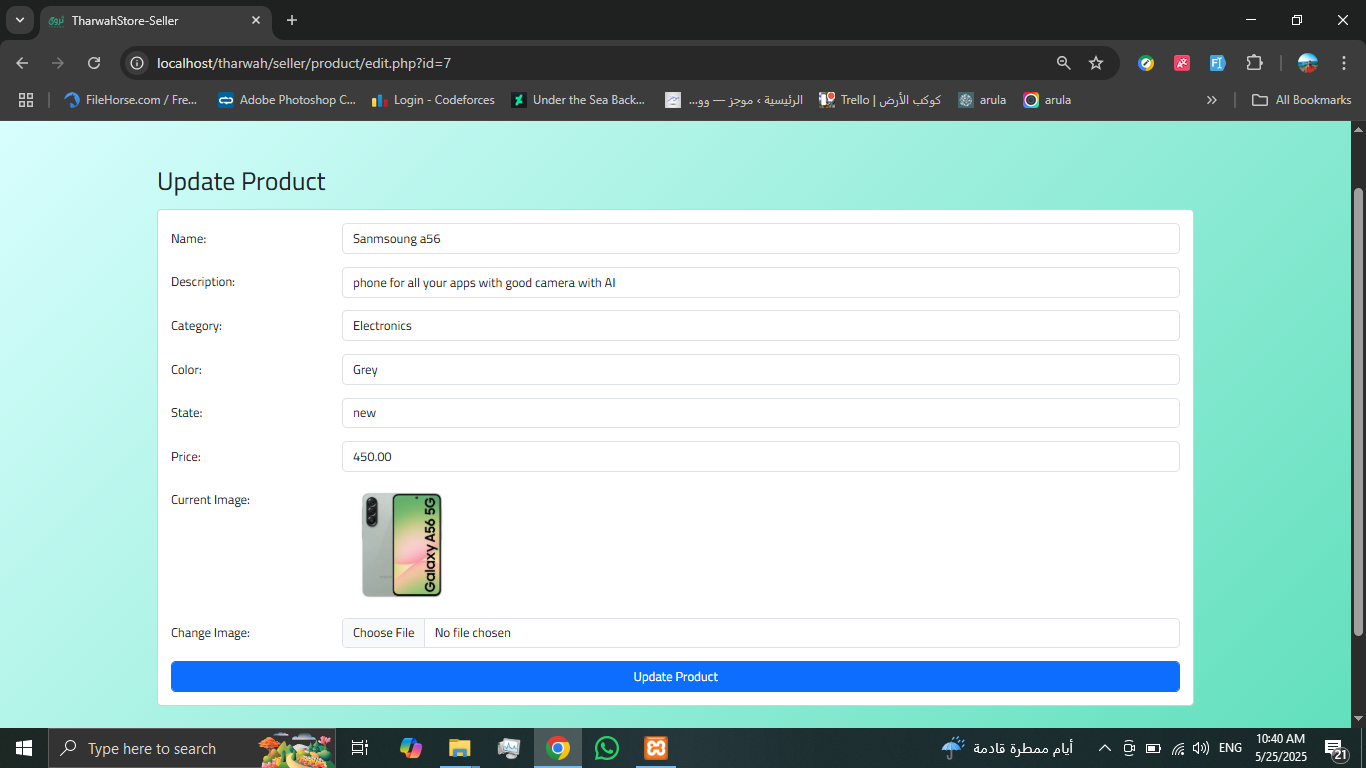 ثروة TharwahStore-Seller
localhost/tharwah/seller/product/edit.php?id=7
FileHorse.com / Fre... Adobe Photoshop C... Login - Codeforces Under the Sea Back... الرئيسية ‹ موجز — وو... Trello | كوكب الأرض arula arula » All Bookmarks
Update Product
Name: Sanmsoung a56
Description: phone for all your apps with good camera with AI
Category: Electronics
Color: Grey
State: new
Price: 450.00
Current Image: Galaxy A56 5G
Change Image: Choose File No file chosen
Update Product
Type here to search أيام ممطرة قادمة ENG 10:40 AM
5/25/2025 21